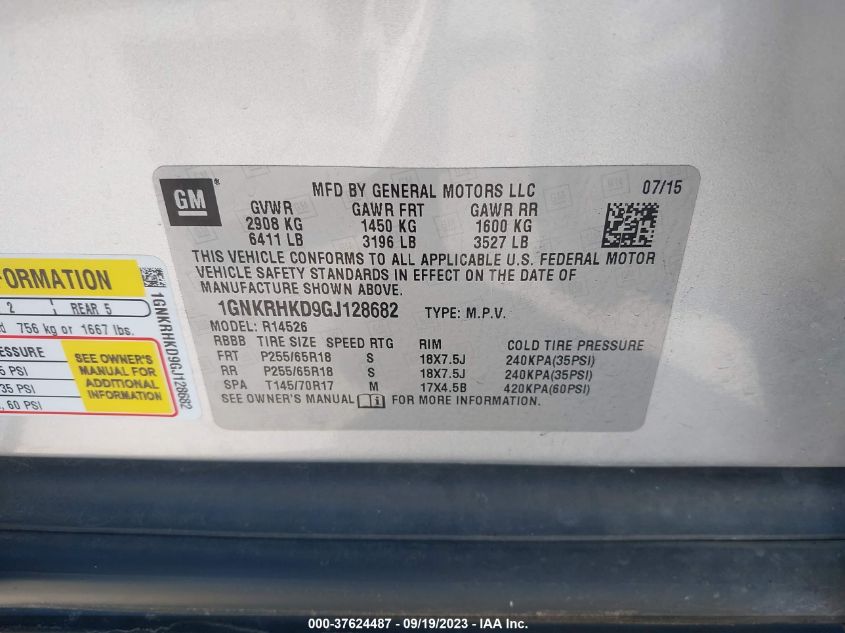 GM
MFD BY GENERAL MOTORS LLC 07/15
GVWR GAWR FRT GAWR RR
2908 KG 1450 KG 1600 KG
6411 LB 3196 LB 3527 LB
THIS VEHICLE CONFORMS TO ALL APPLICABLE U.S. FEDERAL MOTOR
VEHICLE SAFETY STANDARDS IN EFFECT ON THE DATE OF
MANUFACTURE SHOWN ABOVE.
1GNKRHKD9GJ128682 TYPE: M.P.V.
MODEL: R14526
RBBB TIRE SIZE SPEED RTG RIM COLD TIRE PRESSURE
FRT P255/65R18 S 18X7.5J 240KPA(35PSI)
RR P255/65R18 S 18X7.5J 240KPA(35PSI)
SPA T145/70R17 M 17X4.5B 420KPA(60PSI)
SEE OWNER'S MANUAL FOR MORE INFORMATION.
FORMATION
2 REAR 5
756 kg or 1667 lbs.
PRESSURE
PSI
35 PSI
, 60 PSI
SEE OWNER'S
MANUAL FOR
ADDITIONAL
INFORMATION
1GNKRHKD9GJ128682
000-37624487 - 09/19/2023 - IAA Inc.